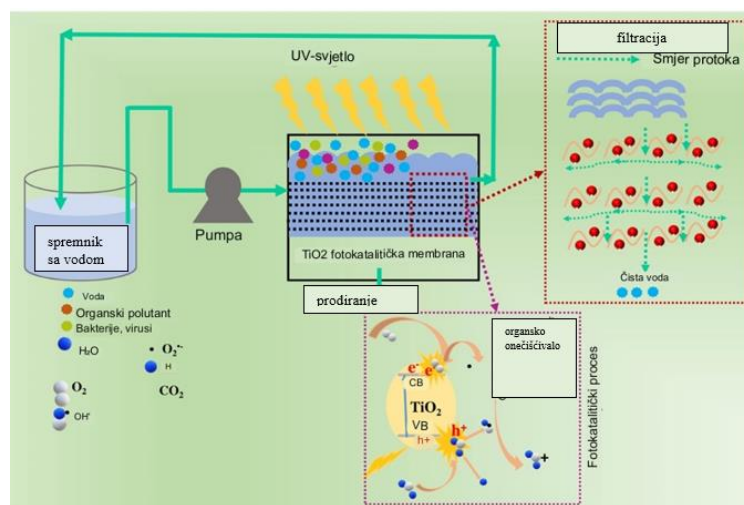 filtracija
Smjer protoka
UV-svjetlo
spremnik
sa vodom
Pumpa
TiO2 fotokatalitička membrana
prodiranje
Čista voda
Voda
Organski polutant
Bakterije, virusi
H₂O
O₂•-
H
O₂
CO₂
OH•
organsko
onečišćivalo
e⁻
e⁻
CB
TiO₂
VB
h⁺
h⁺
+
Fotokatalitički proces